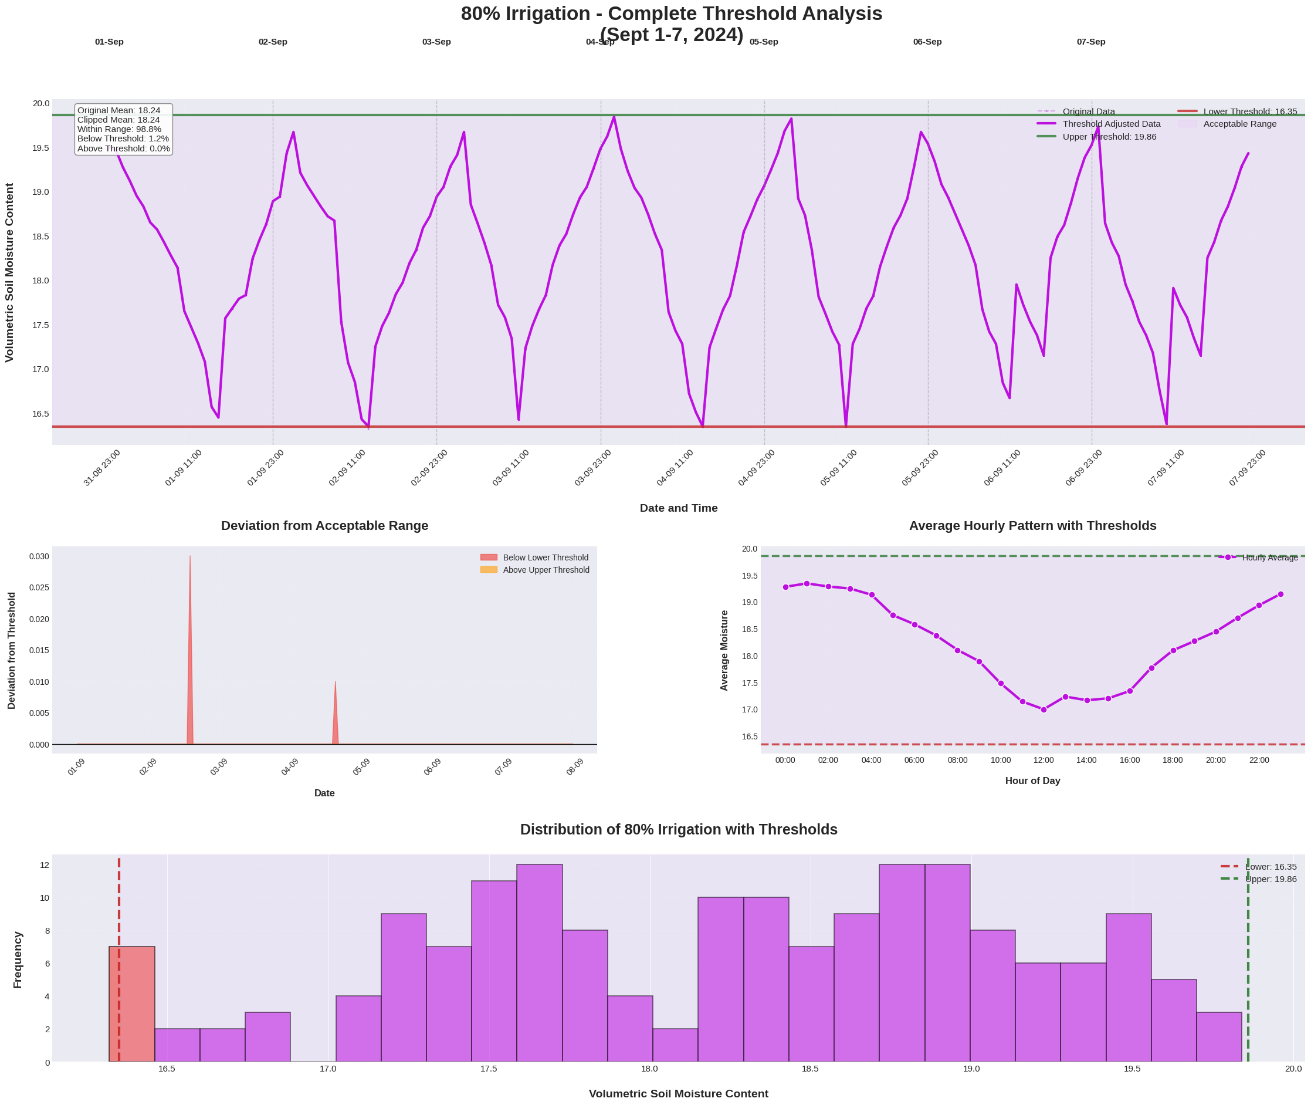 80% Irrigation - Complete Threshold Analysis
(Sept 1-7, 2024)
01-Sep 02-Sep 03-Sep 04-Sep 05-Sep 06-Sep 07-Sep
Original Mean: 18.24
Clipped Mean: 18.24
Within Range: 98.8%
Below Threshold: 1.2%
Above Threshold: 0.0%
Original Data
Threshold Adjusted Data
Upper Threshold: 19.86
Lower Threshold: 16.35
Acceptable Range
Volumetric Soil Moisture Content
20.0
19.5
19.0
18.5
18.0
17.5
17.0
16.5
31-08 23:00 01-09 11:00 01-09 23:00 02-09 11:00 02-09 23:00 03-09 11:00 03-09 23:00 04-09 11:00 04-09 23:00 05-09 11:00 05-09 23:00 06-09 11:00 06-09 23:00 07-09 11:00 07-09 23:00
Date and Time
Deviation from Acceptable Range
Below Lower Threshold
Above Upper Threshold
Deviation from Threshold
0.030
0.025
0.020
0.015
0.010
0.005
0.000
01-09 02-09 03-09 04-09 05-09 06-09 07-09 08-09
Date
Average Hourly Pattern with Thresholds
Hourly Average
Average Moisture
20.0
19.5
19.0
18.5
18.0
17.5
17.0
16.5
00:00 02:00 04:00 06:00 08:00 10:00 12:00 14:00 16:00 18:00 20:00 22:00
Hour of Day
Distribution of 80% Irrigation with Thresholds
Lower: 16.35
Upper: 19.86
Frequency
12
10
8
6
4
2
0
16.5 17.0 17.5 18.0 18.5 19.0 19.5 20.0
Volumetric Soil Moisture Content